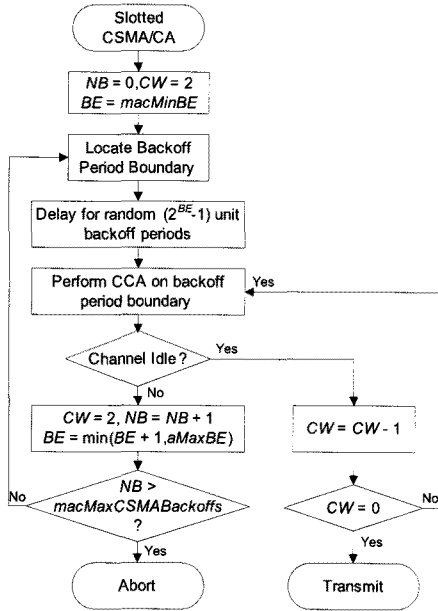 Slotted
CSMA/CA
NB = 0,CW = 2
BE = macMinBE
Locate Backoff
Period Boundary
Delay for random (2^BE-1) unit
backoff periods
Perform CCA on backoff
period boundary
Yes
Channel Idle ?
Yes
No
CW = 2, NB = NB + 1
BE = min(BE + 1,aMaxBE)
CW = CW - 1
NB >
macMaxCSMABackoffs
?
No
CW = 0
No
Yes
Yes
Abort
Transmit